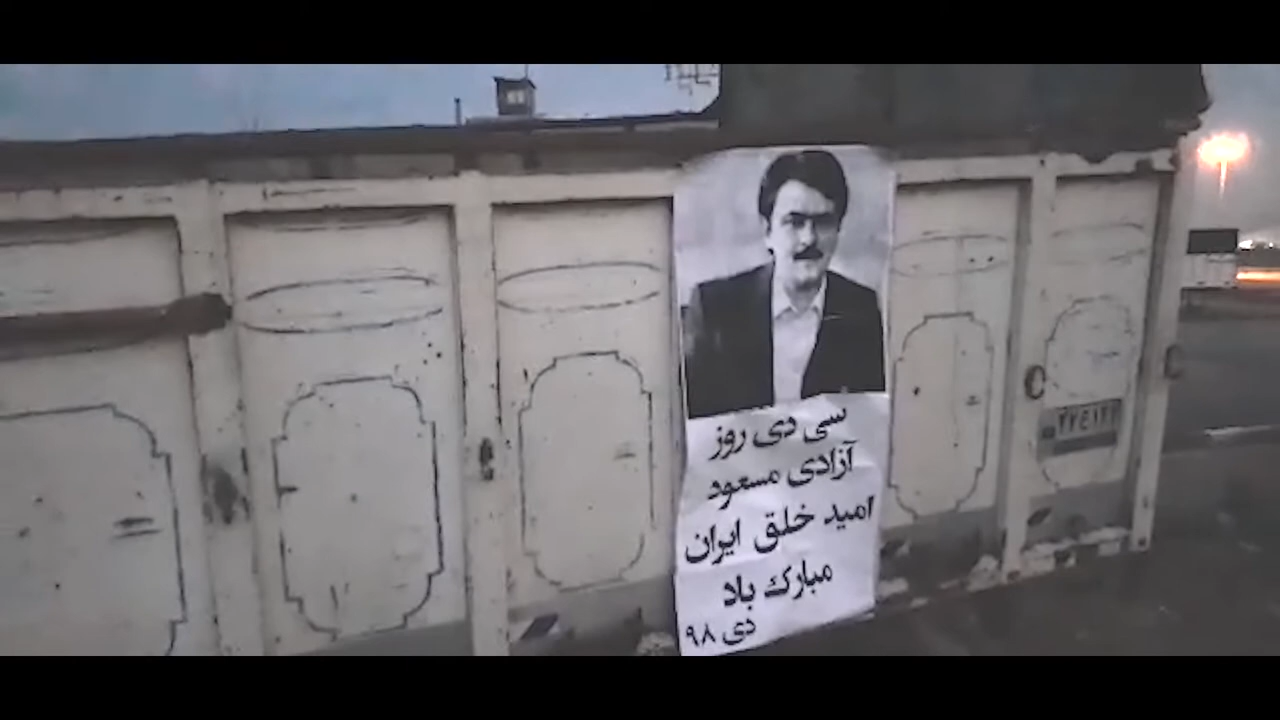 سی دی روز
آزادی مسعود
امید خلق ایران
مبارک باد
دی ۹۸